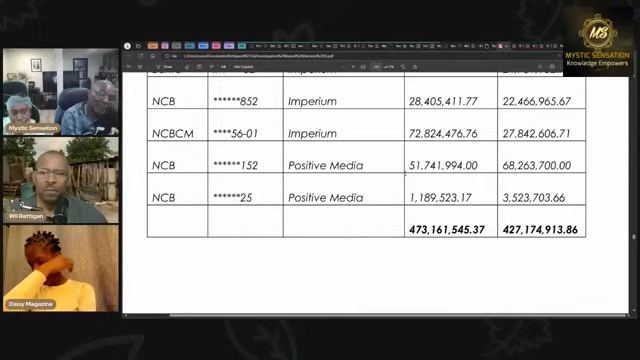 MS
MYSTIC SENSATION
Knowledge Empowers
Imperium
NCB ******852 Imperium 28,405,411.77 22,466,965.67
NCBCM ****56-01 Imperium 72,824,476.76 27,842,606.71
NCB ******152 Positive Media 51,741,994.00 68,263,700.00
NCB ******25 Positive Media 1,189,523.17 3,523,703.66
473,161,545.37 427,174,913.86
Mystic Sensation
Wil Rattigan
Daisy Magazine